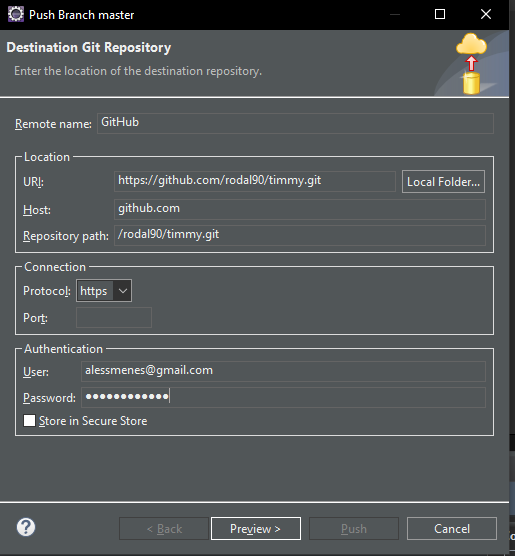 Push Branch master
Destination Git Repository
Enter the location of the destination repository.
Remote name: GitHub
Location
URI: https://github.com/rodal90/timmy.git Local Folder...
Host: github.com
Repository path: /rodal90/timmy.git
Connection
Protocol: https
Port:
Authentication
User: alessmenes@gmail.com
Password: ●●●●●●●●●●●●
Store in Secure Store
? < Back Preview > Push Cancel